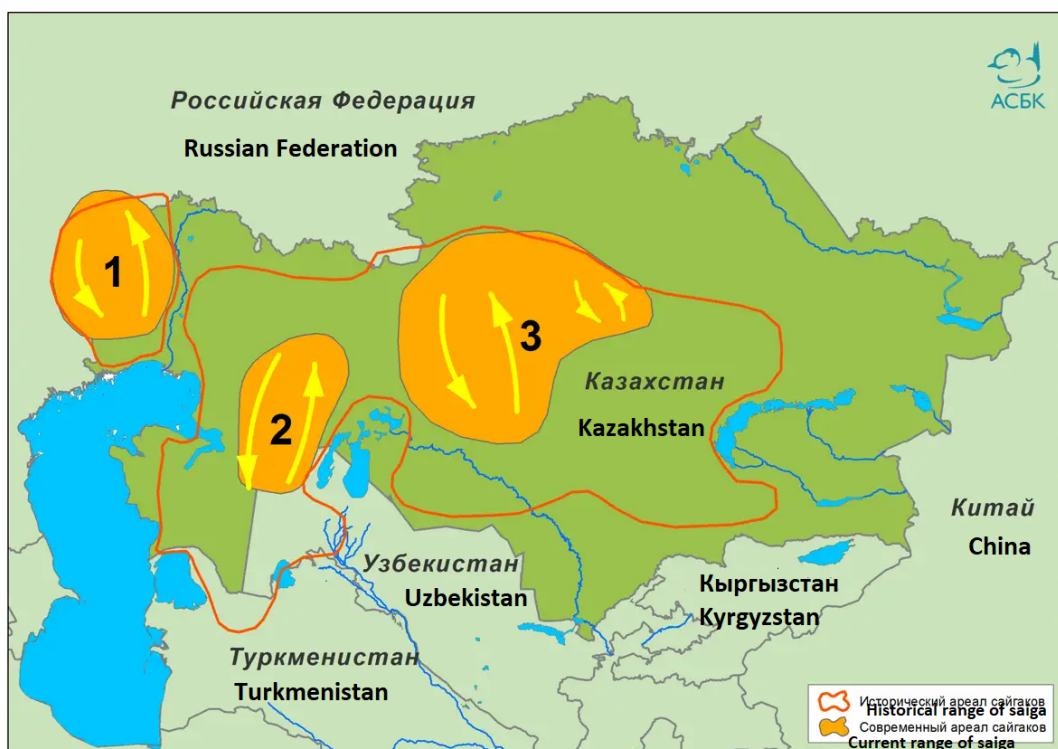 АСБК
Российская Федерация
Russian Federation
1
2
3
Казахстан
Kazakhstan
Китай
China
Узбекистан
Uzbekistan
Кыргызстан
Kyrgyzstan
Туркменистан
Turkmenistan
Исторический ареал сайгаков
Historical range of saiga
Современный ареал сайгаков
Current range of saiga